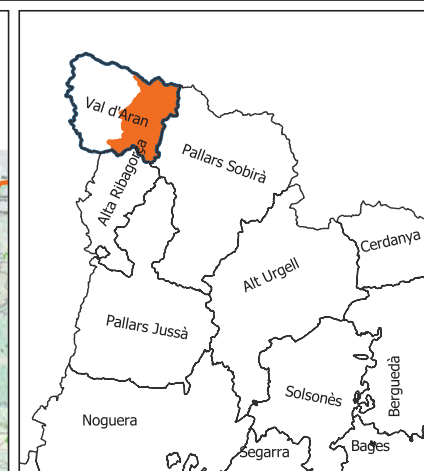 Val d'Aran
Pallars Sobirà
Alta Ribagorça
Cerdanya
Alt Urgell
Pallars Jussà
Berguedà
Solsonès
Noguera
Bages
Segarra